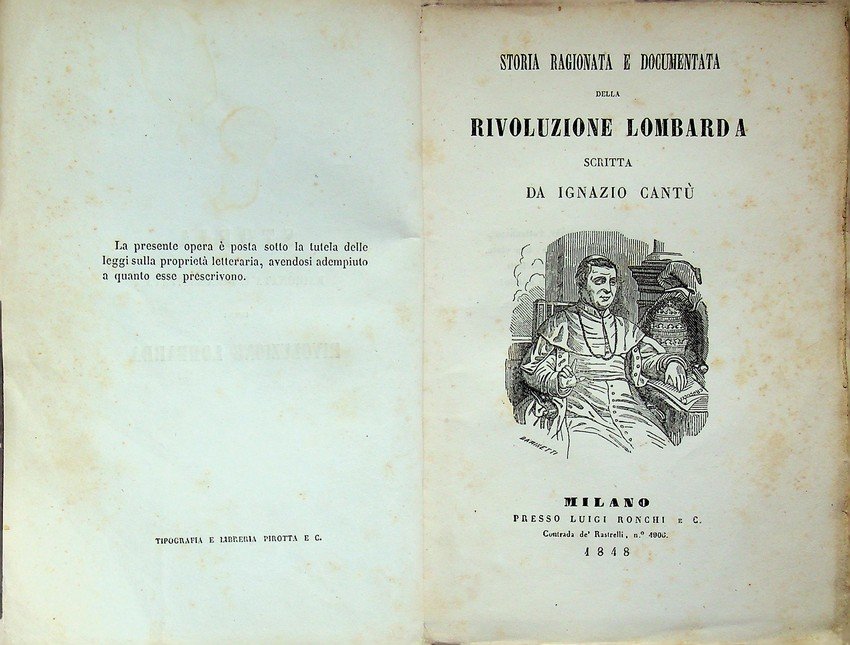 La presente opera è posta sotto la tutela delle
leggi sulla proprietà letteraria, avendosi adempiuto
a quanto esse prescrivono.
TIPOGRAFIA E LIBRERIA PIROTTA E C.
STORIA RAGIONATA E DOCUMENTATA
DELLA
RIVOLUZIONE LOMBARDA
SCRITTA
DA IGNAZIO CANTÙ
MILANO
PRESSO LUIGI RONCHI E C.
Contrada de' Rastrelli, n.º 4906.
1848